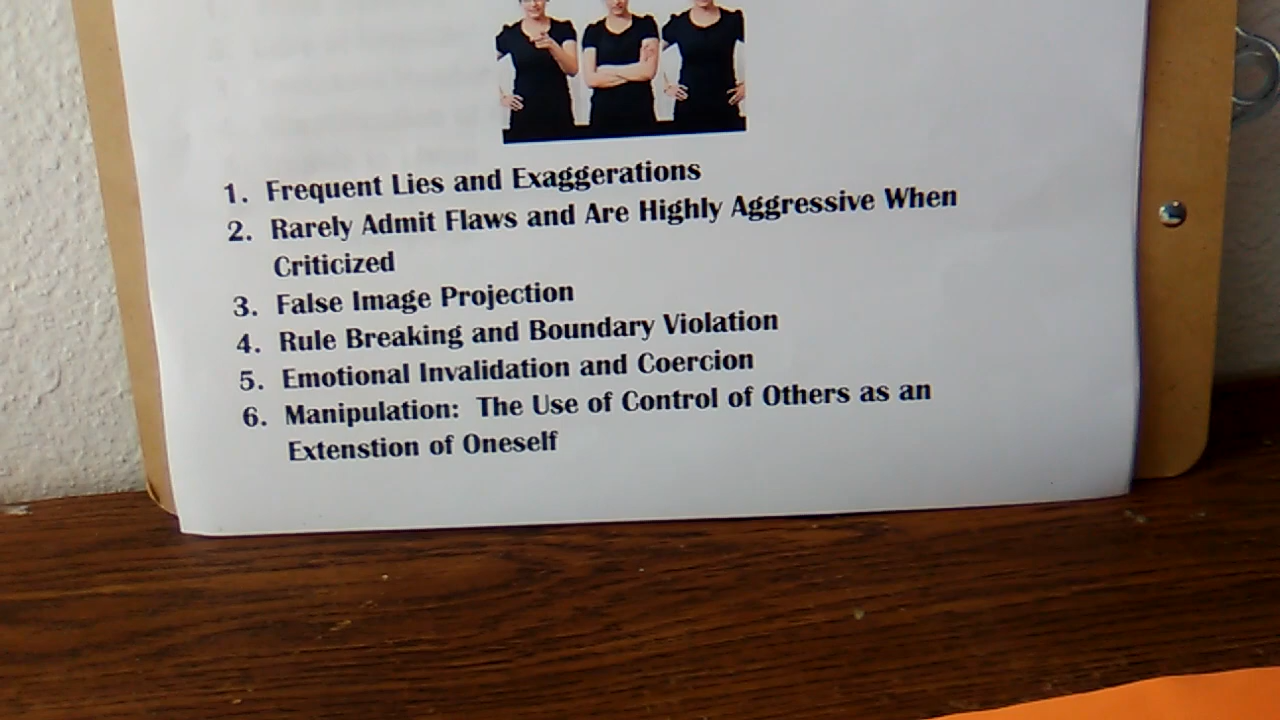 1. Frequent Lies and Exaggerations
2. Rarely Admit Flaws and Are Highly Aggressive When
Criticized
3. False Image Projection
4. Rule Breaking and Boundary Violation
5. Emotional Invalidation and Coercion
6. Manipulation: The Use of Control of Others as an
Extenstion of Oneself